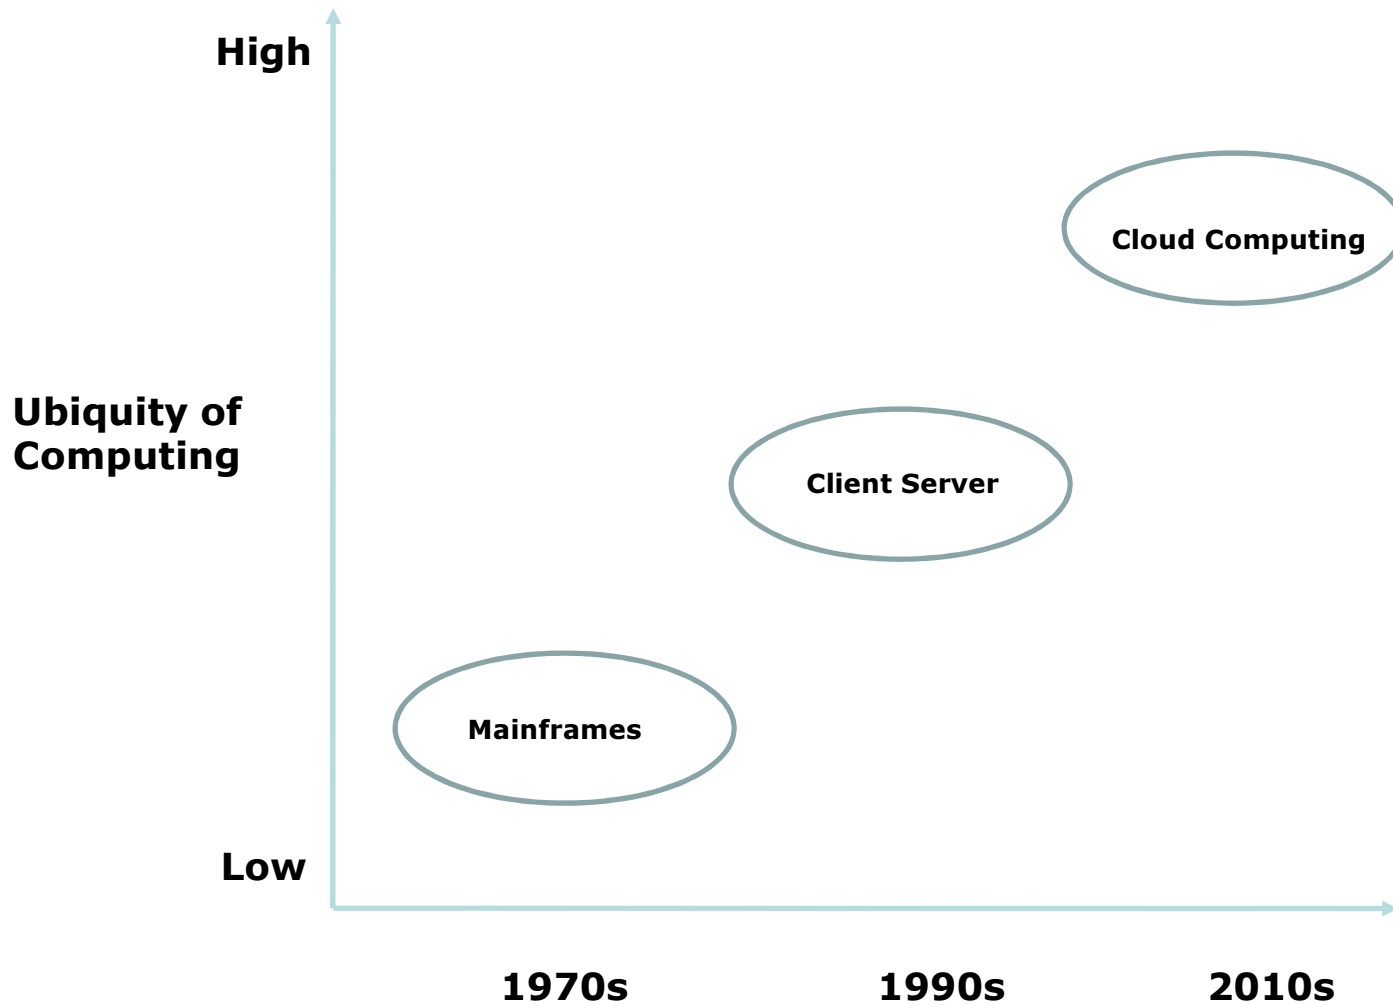 High
Cloud Computing
Ubiquity of
Computing
Client Server
Mainframes
Low
1970s
1990s
2010s